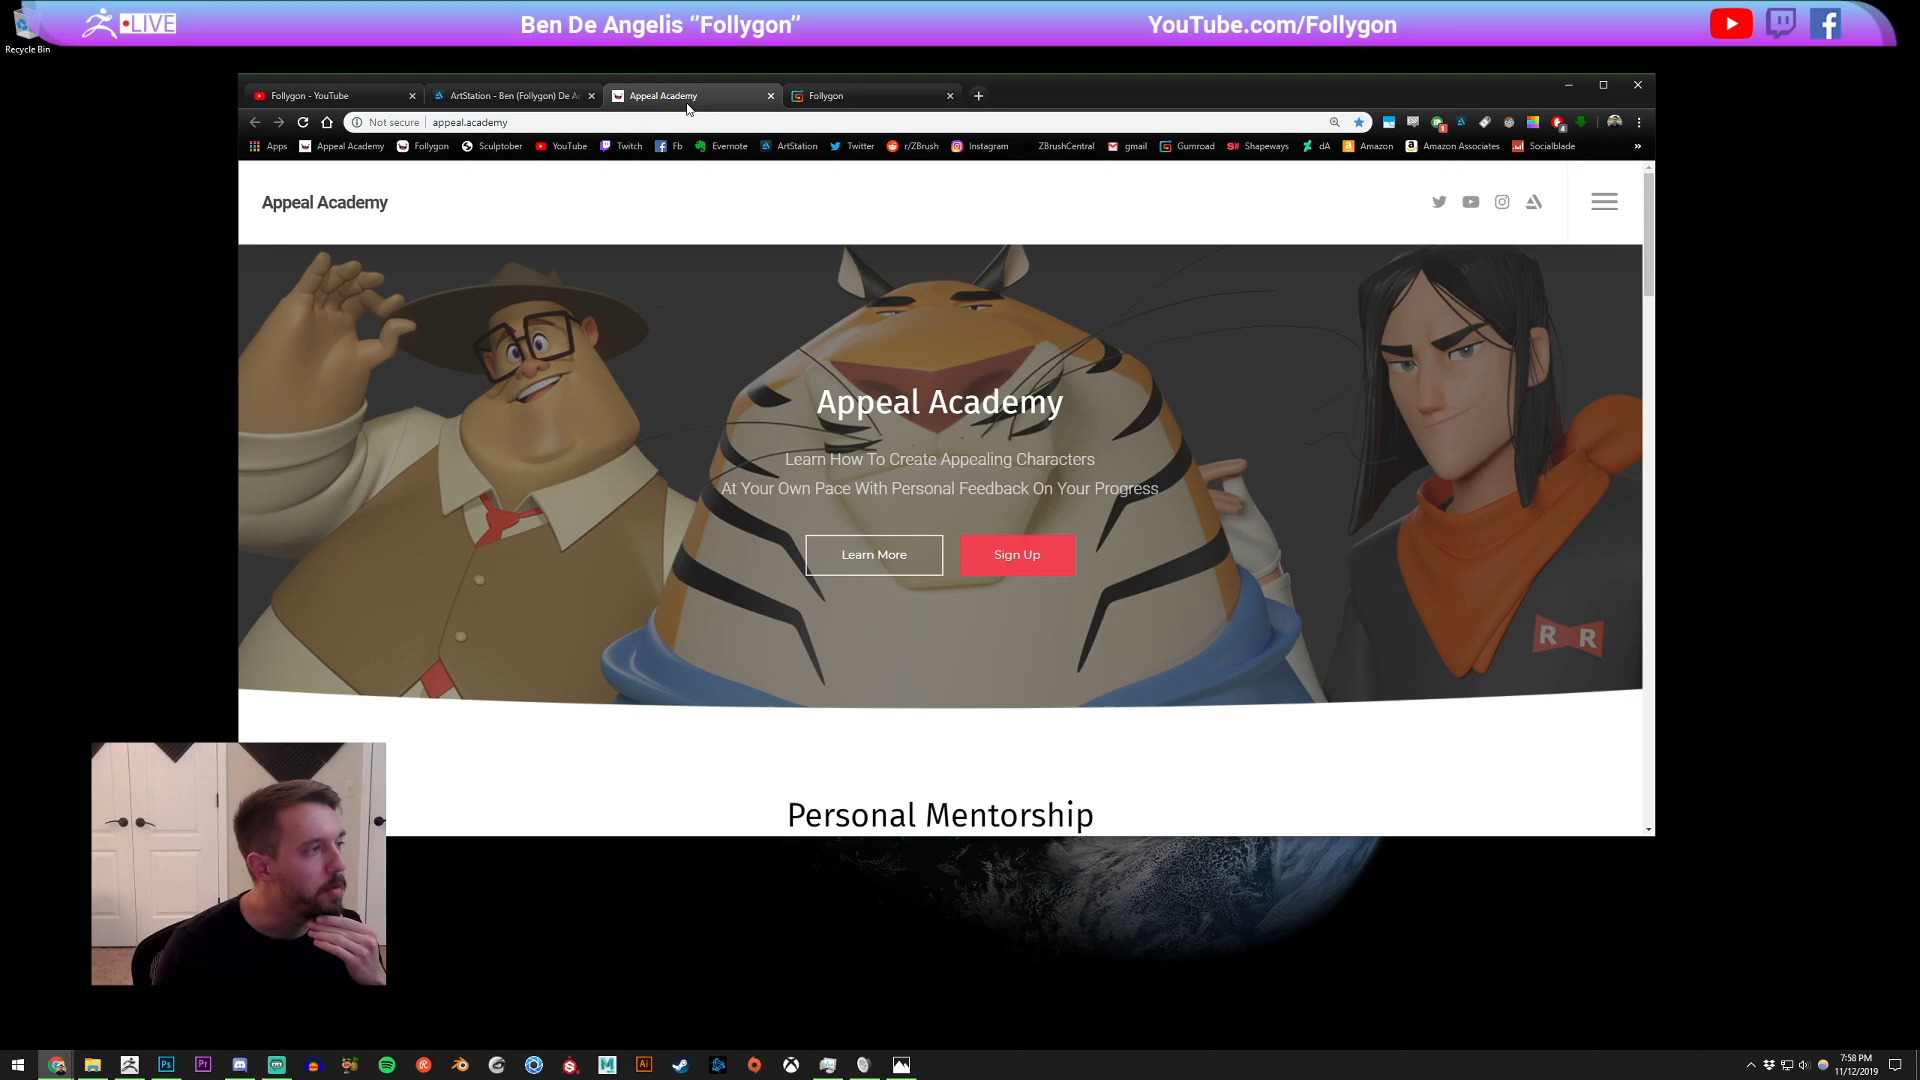 LIVE
Ben De Angelis “Follygon”
YouTube.com/Follygon
Recycle Bin
Follygon - YouTube
ArtStation - Ben (Follygon) De An
Appeal Academy
Follygon
Not secure
appeal.academy
Apps
Appeal Academy
Follygon
Sculptober
YouTube
Twitch
Fb
Evernote
ArtStation
Twitter
r/ZBrush
Instagram
ZBrushCentral
gmail
Gumroad
Shapeways
dA
Amazon
Amazon Associates
Socialblade
»
Appeal Academy
Appeal Academy
Learn How To Create Appealing Characters
At Your Own Pace With Personal Feedback On Your Progress
Learn More
Sign Up
R R
Personal Mentorship
Ps
Pr
Ai
7:58 PM
11/12/2019